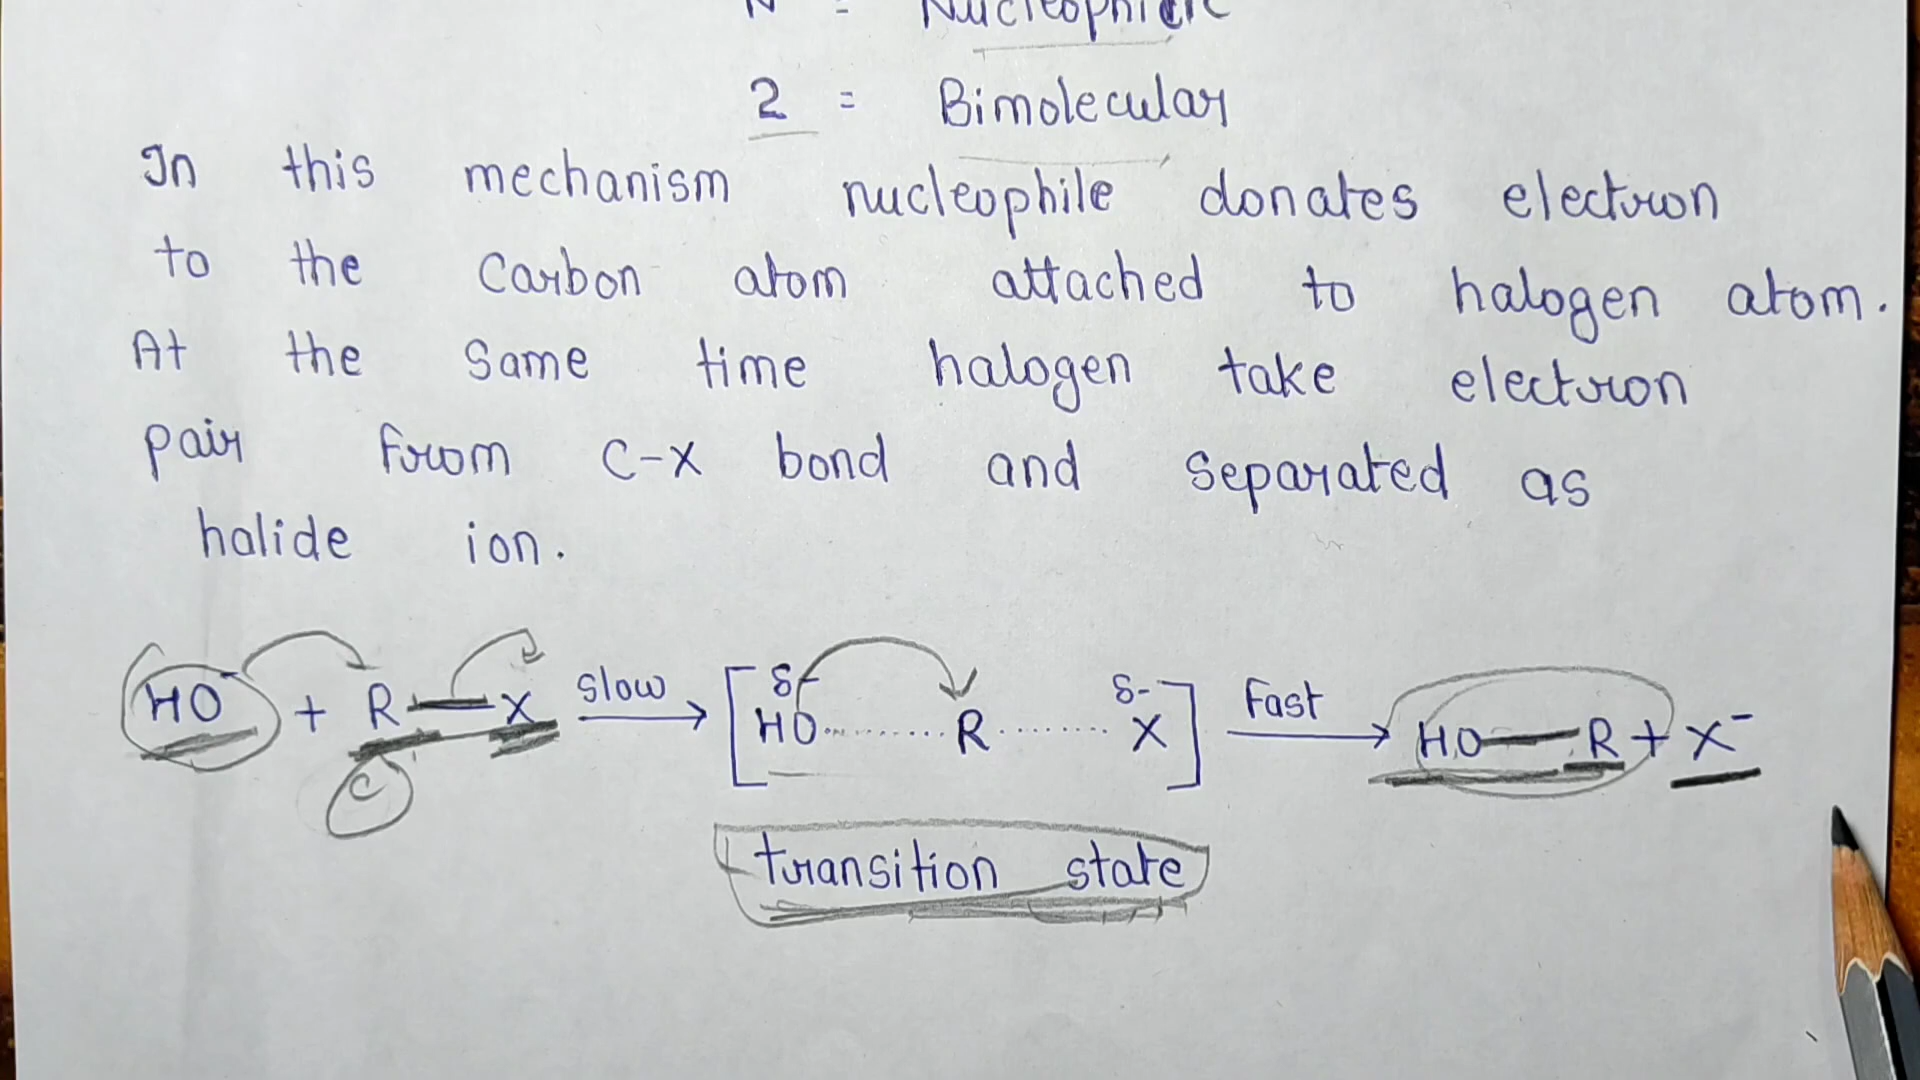 N = Nucleophilic
2 = Bimolecular
In this mechanism nucleophile donates electron
to the Carbon atom attached to halogen atom.
At the Same time halogen take electron
pair from C-X bond and Separated as
halide ion.
HO⁻ + R—X Slow → [HO δ- ........ R ........ X δ-] Fast → HO—R + X⁻
C
transition state